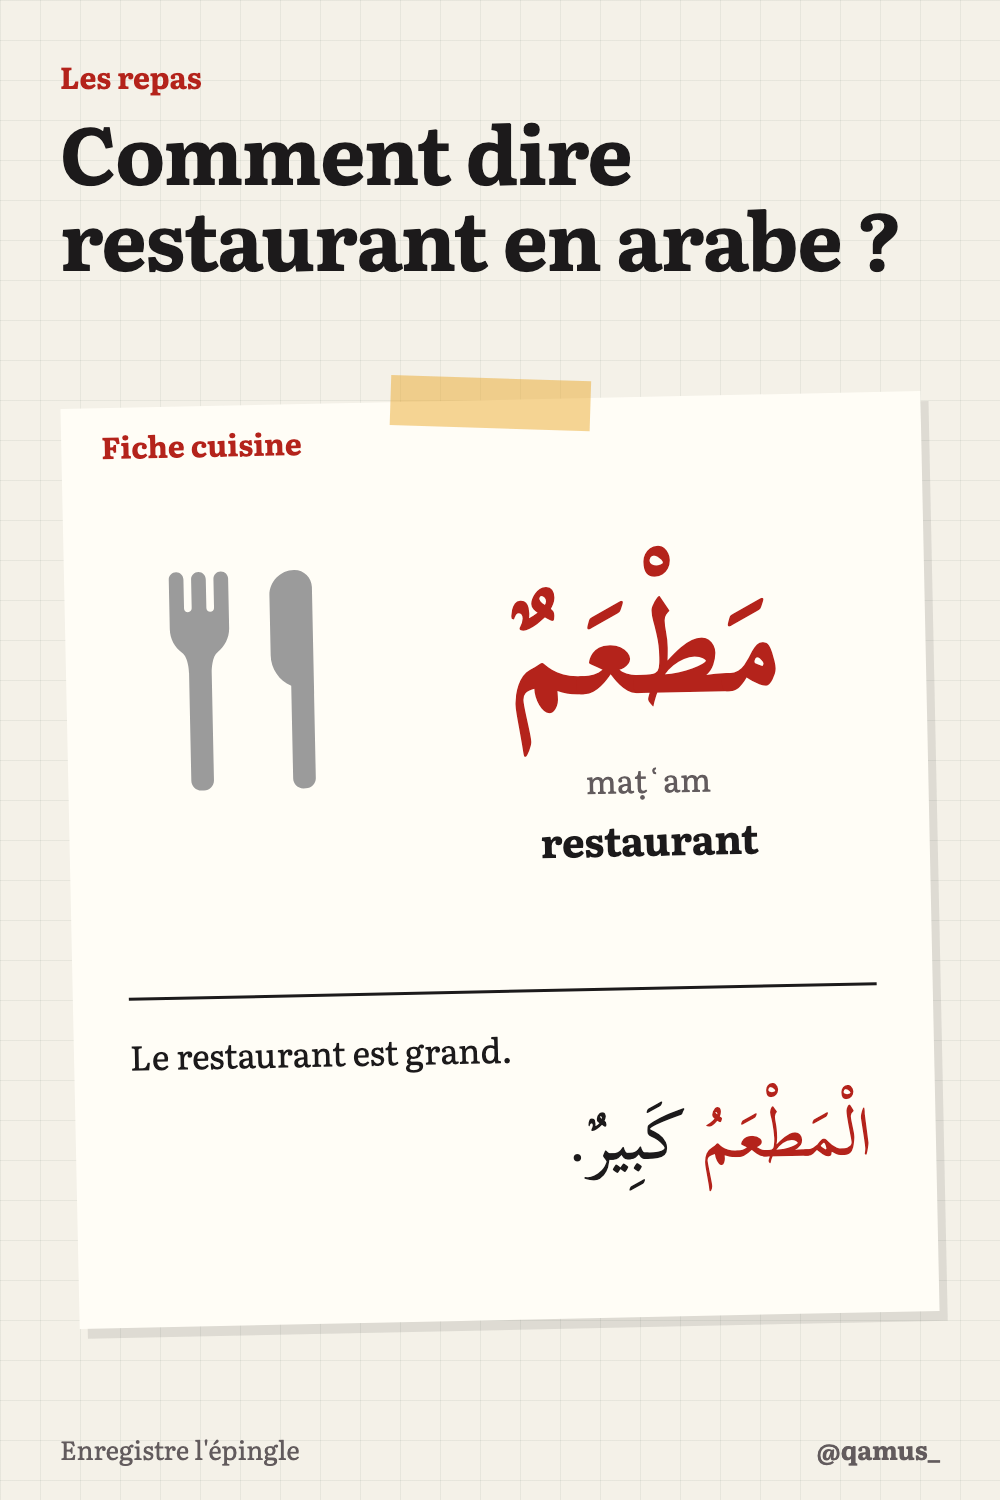 Les repas
Comment dire
restaurant en arabe ?
Fiche cuisine
مَطْعَمٌ
maṭʿam
restaurant
Le restaurant est grand.
الْمَطْعَمُ كَبِيرٌ.
Enregistre l'épingle
@qamus_